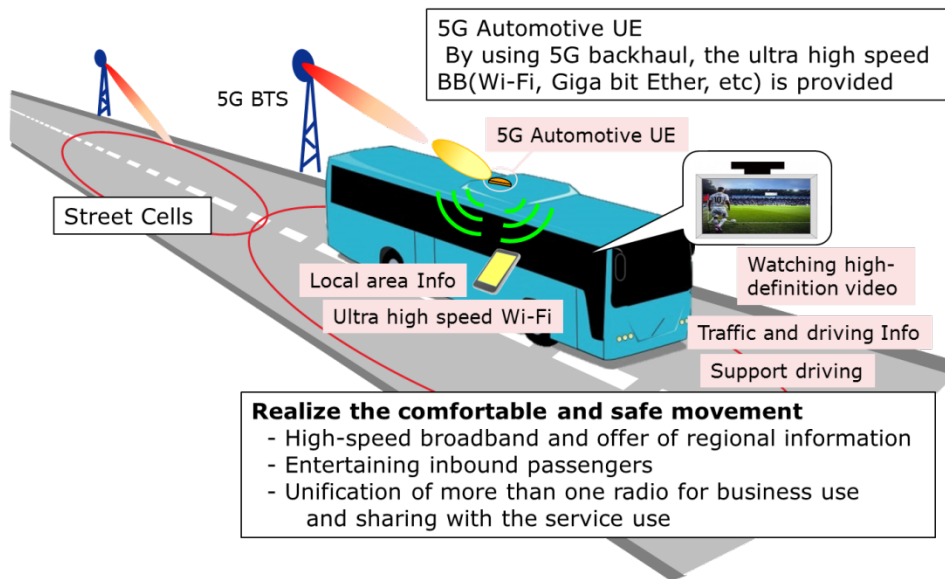 5G Automotive UE
By using 5G backhaul, the ultra high speed
BB(Wi-Fi, Giga bit Ether, etc) is provided
5G BTS
5G Automotive UE
Street Cells
Local area Info
Ultra high speed Wi-Fi
Watching high-
definition video
Traffic and driving Info
Support driving
Realize the comfortable and safe movement
- High-speed broadband and offer of regional information
- Entertaining inbound passengers
- Unification of more than one radio for business use
and sharing with the service use
10